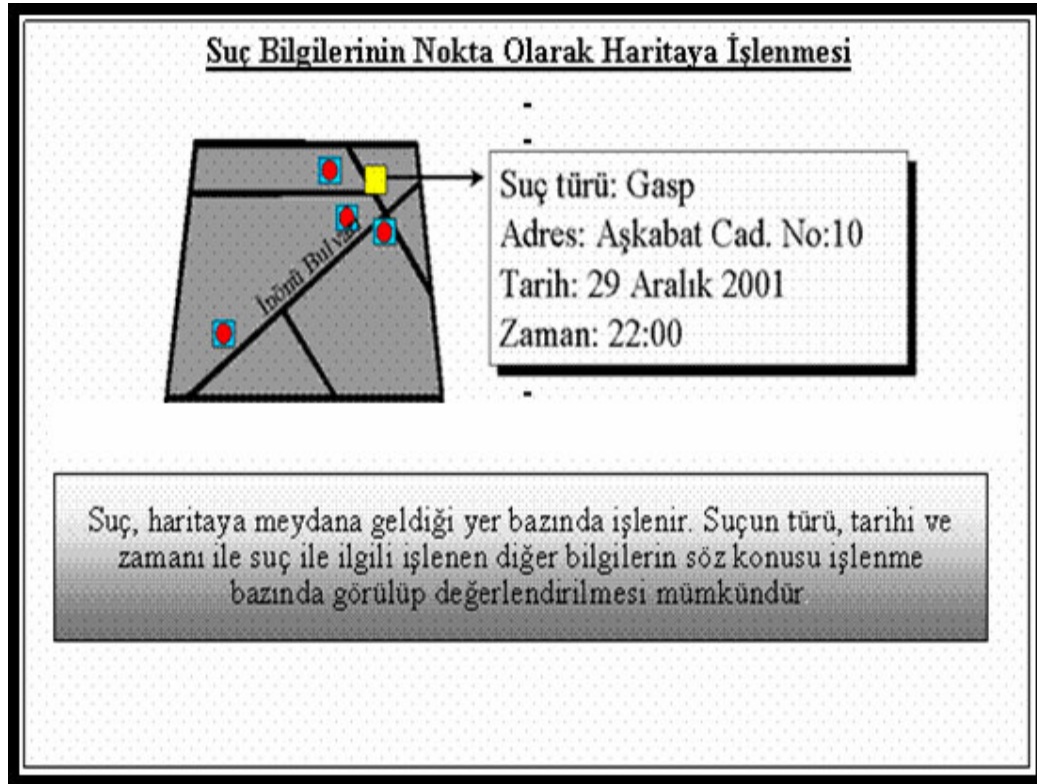 Suç Bilgilerinin Nokta Olarak Haritaya İşlenmesi
-
-
Suç türü: Gasp
Adres: Aşkabat Cad. No:10
Tarih: 29 Aralık 2001
Zaman: 22:00
İnönü Bulvarı
-
Suç, haritaya meydana geldiği yer bazında işlenir. Suçun türü, tarihi ve
zamanı ile suç ile ilgili işlenen diğer bilgilerin söz konusu işlenme
bazında görülüp değerlendirilmesi mümkündür.